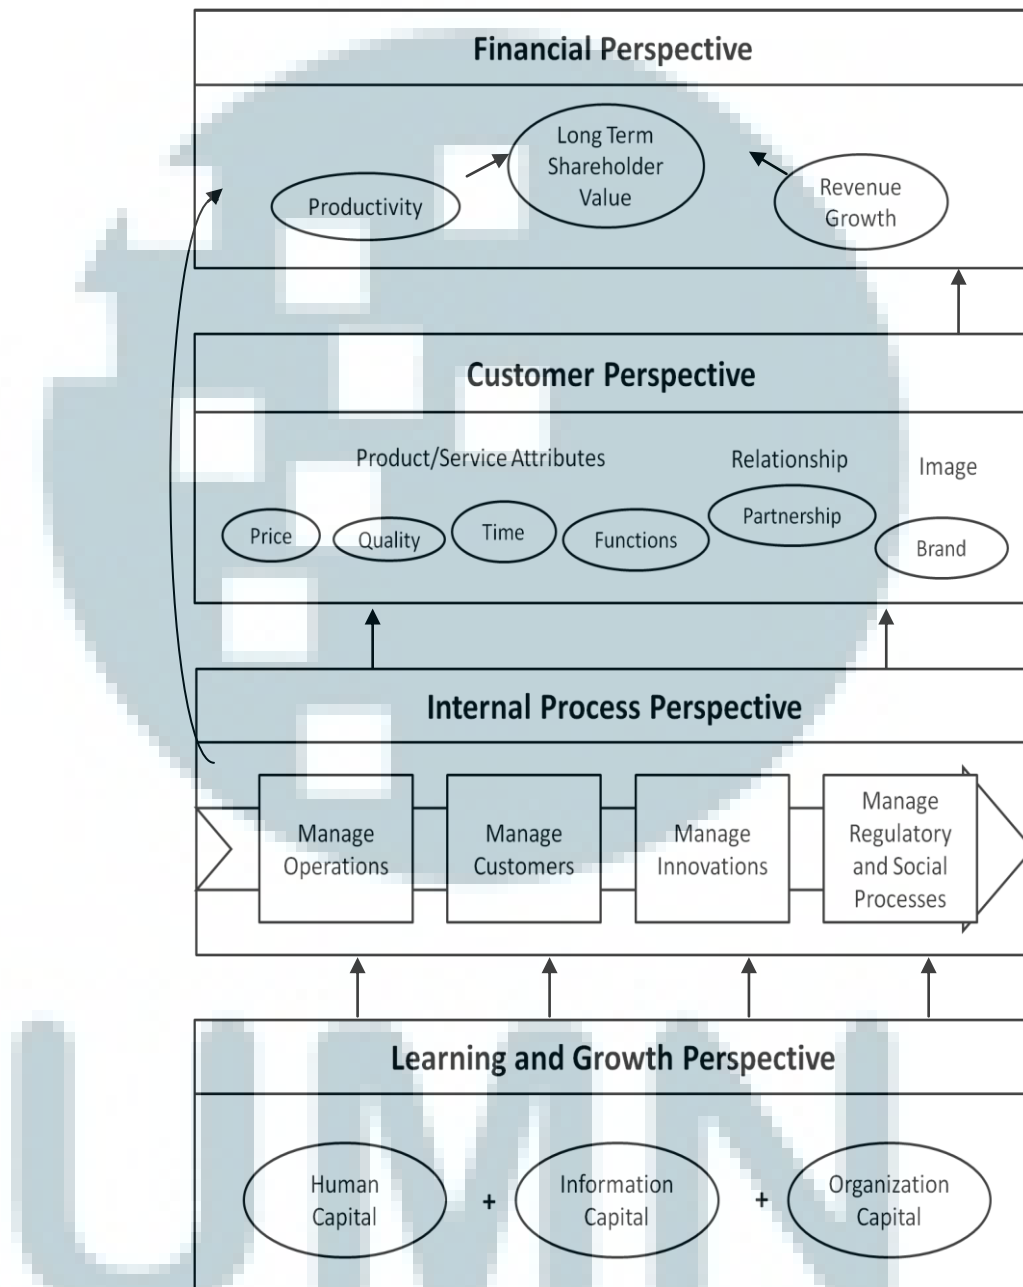 Financial Perspective
Long Term
Shareholder
Value
Productivity
Revenue
Growth
Customer Perspective
Product/Service Attributes
Relationship
Image
Price
Quality
Time
Functions
Partnership
Brand
Internal Process Perspective
Manage
Operations
Manage
Customers
Manage
Innovations
Manage
Regulatory
and Social
Processes
Learning and Growth Perspective
Human
Capital
+
Information
Capital
+
Organization
Capital
UMN